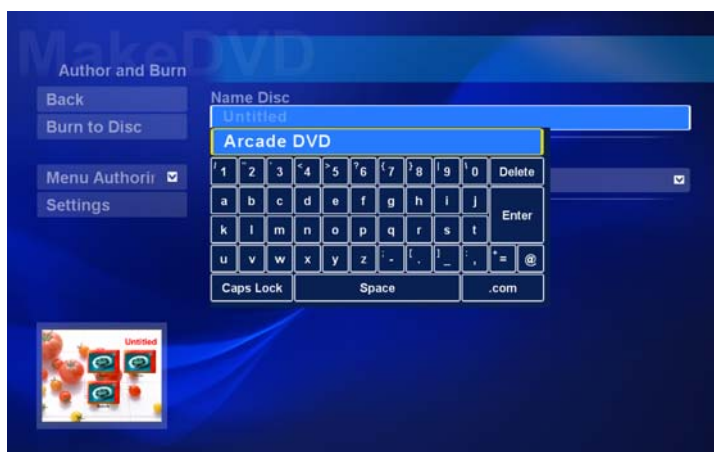 MakeDVD
Author and Burn
Back
Burn to Disc
Menu Authorir
Settings
Name Disc
Untitled
Arcade DVD
1 2 3 4 5 6 7 8 9 0 Delete
a b c d e f g h i j
Enter
k l m n o p q r s t
u v w x y z - . _ , = @
Caps Lock Space .com
Untitled